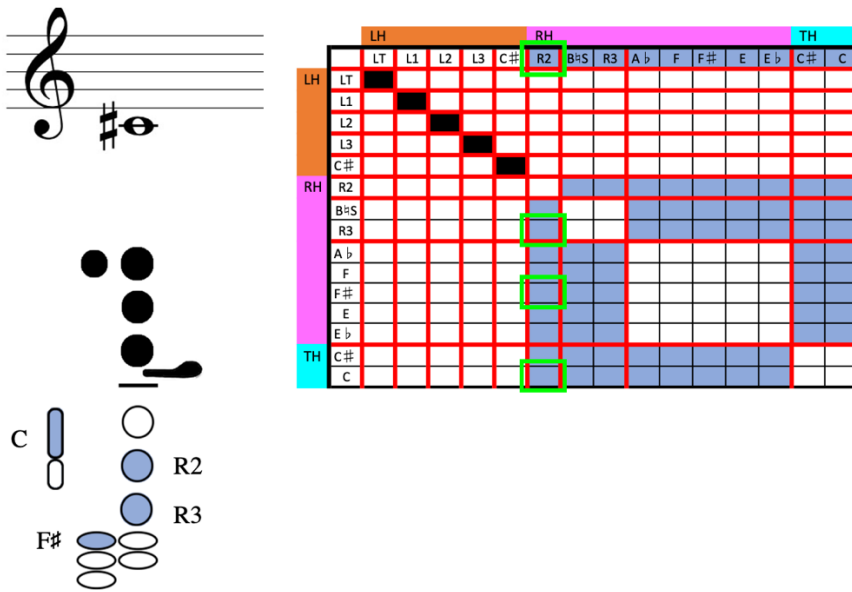 LH RH TH
LT L1 L2 L3 C♯ R2 B♮S R3 A♭ F F♯ E E♭ C♯ C
LH LT
L1
L2
L3
C♯
RH R2
B♮S
R3
A♭
F
F♯
E
E♭
TH C♯
C
C
R2
R3
F♯